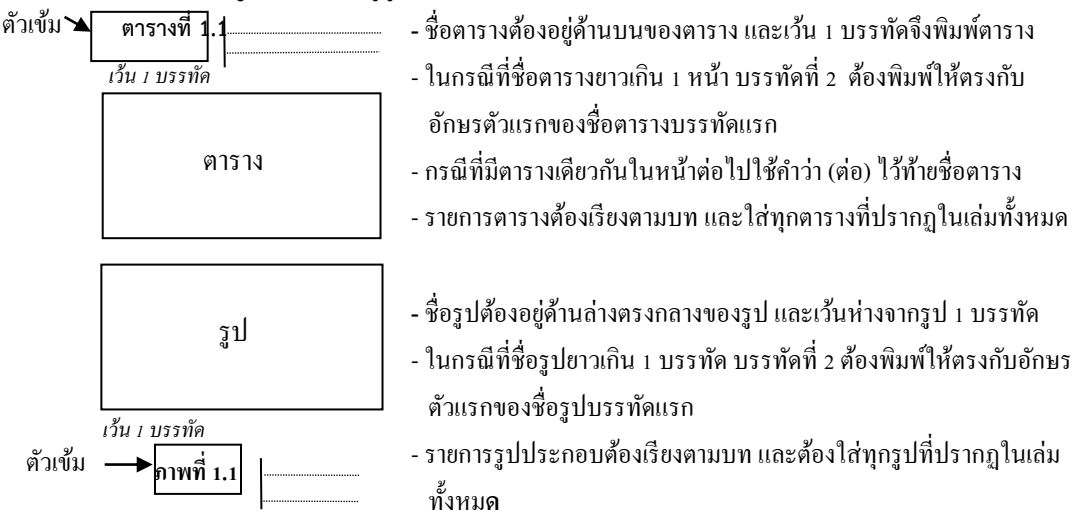 ตัวเข้ม
ตารางที่ 1.1
เว้น 1 บรรทัด
ตาราง
- ชื่อตารางต้องอยู่ด้านบนของตาราง และเว้น 1 บรรทัดจึงพิมพ์ตาราง
- ในกรณีที่ชื่อตารางยาวเกิน 1 หน้า บรรทัดที่ 2 ต้องพิมพ์ให้ตรงกับ
อักษรตัวแรกของชื่อตารางบรรทัดแรก
- กรณีที่มีตารางเดียวกันในหน้าต่อไปใช้คำว่า (ต่อ) ไว้ท้ายชื่อตาราง
- รายการตารางต้องเรียงตามบท และใส่ทุกตารางที่ปรากฏในเล่มทั้งหมด
รูป
เว้น 1 บรรทัด
ตัวเข้ม
ภาพที่ 1.1
- ชื่อรูปต้องอยู่ด้านล่างตรงกลางของรูป และเว้นห่างจากรูป 1 บรรทัด
- ในกรณีที่ชื่อรูปยาวเกิน 1 บรรทัด บรรทัดที่ 2 ต้องพิมพ์ให้ตรงกับอักษร
ตัวแรกของชื่อรูปบรรทัดแรก
- รายการรูปประกอบต้องเรียงตามบท และต้องใส่ทุกรูปที่ปรากฏในเล่ม
ทั้งหมด